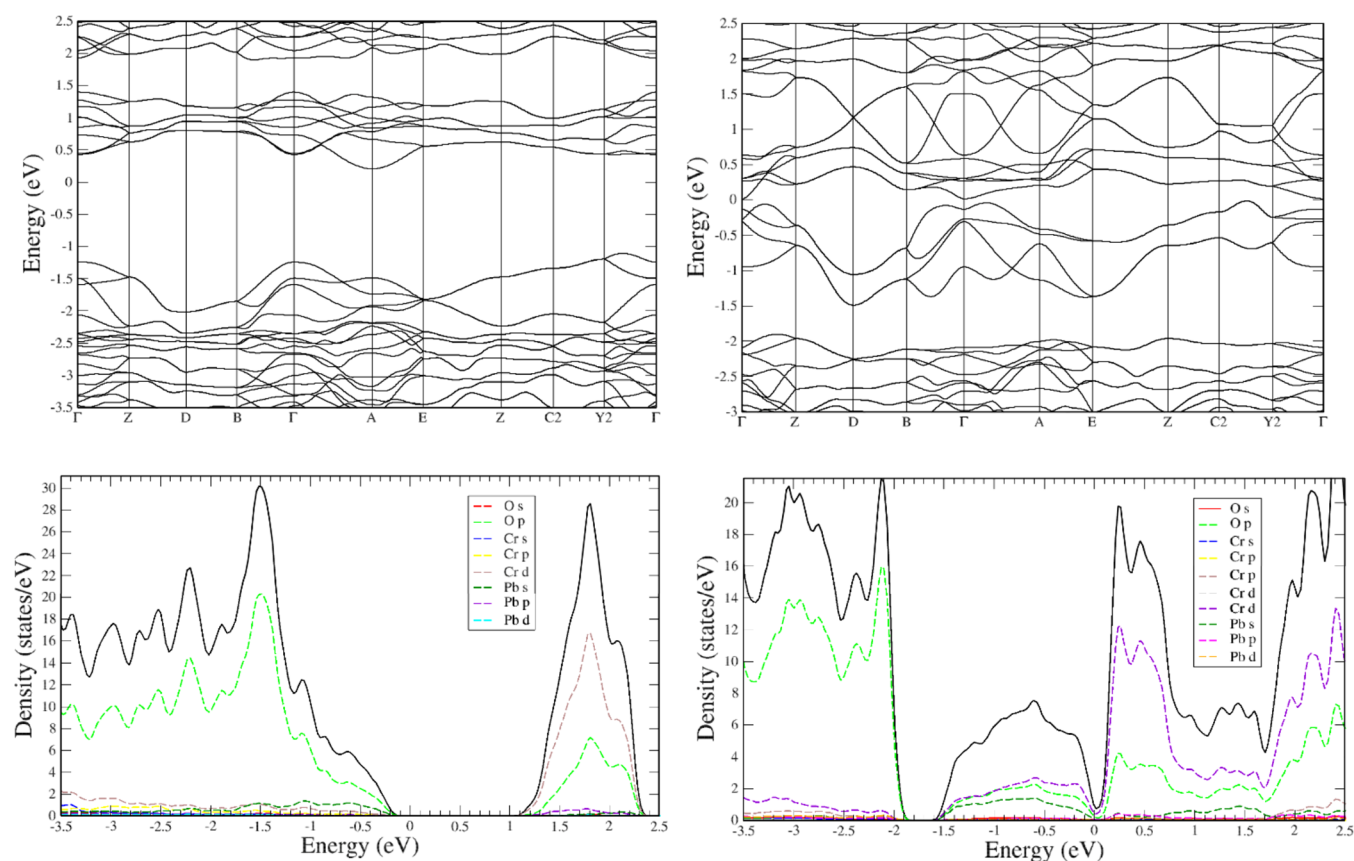 2.5
2
1.5
1
0.5
0
-0.5
-1
-1.5
-2
-2.5
-3
-3.5
Energy (eV)
Γ Z D B Γ A E Z C2 Y2 Γ
2.5
2
1.5
1
0.5
0
-0.5
-1
-1.5
-2
-2.5
-3
Energy (eV)
Γ Z D B Γ A E Z C2 Y2 Γ
30
28
26
24
22
20
18
16
14
12
10
8
6
4
2
0
Density (states/eV)
O s
O p
Cr s
Cr p
Cr d
Pb s
Pb p
Pb d
-3.5 -3 -2.5 -2 -1.5 -1 -0.5 0 0.5 1 1.5 2 2.5
Energy (eV)
20
18
16
14
12
10
8
6
4
2
0
Density (states/eV)
O s
O p
Cr s
Cr p
Cr p
Cr d
Cr d
Pb s
Pb p
Pb d
-3.5 -3 -2.5 -2 -1.5 -1 -0.5 0 0.5 1 1.5 2 2.5
Energy (eV)